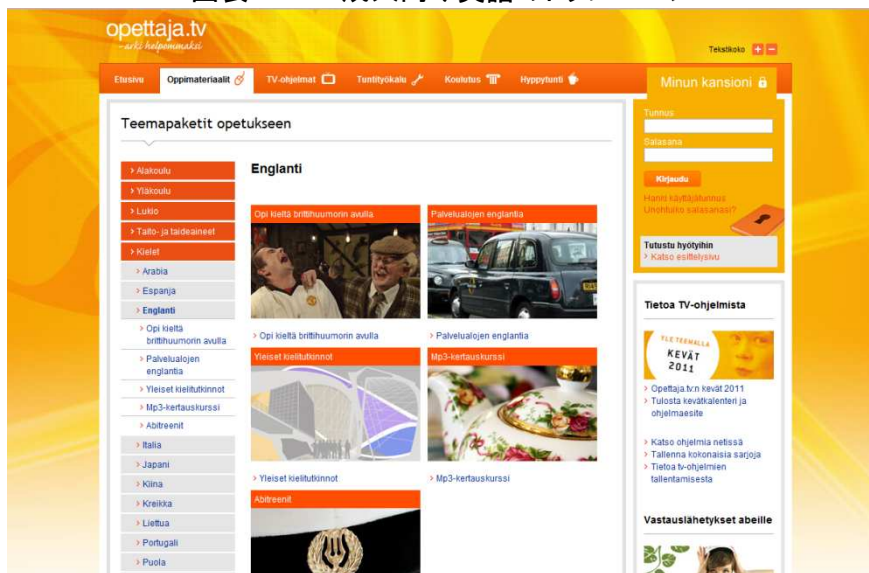 opettaja.tv
- arki helpommaksi
Tekstikoko + -
Etusivu Oppimateriaalit TV-ohjelmat Tuntityökalu Koulutus Hyppytunti Minun kansioni
Teemapaketit opetukseen
> Alakoulu
> Yläkoulu
> Lukio
> Taito- ja taideaineet
> Kielet
> Arabia
> Espanja
> Englanti
> Opi kieltä
brittihuumorin avulla
> Palvelualojen
englantia
> Yleiset kielitutkinnot
> Mp3-kertauskurssi
> Abitreenit
> Italia
> Japani
> Kiina
> Kreikka
> Liettua
> Portugali
> Puola
Englanti
Opi kieltä brittihuumorin avulla
Palvelualojen englantia
> Opi kieltä brittihuumorin avulla
> Palvelualojen englantia
Yleiset kielitutkinnot
Mp3-kertauskurssi
> Yleiset kielitutkinnot
> Mp3-kertauskurssi
Abitreenit
Tunnus
Salasana
Kirjaudu
Hanki käyttäjätunnus
Unohtuiko salasanasi?
Tutustu hyötyihin
> Katso esittelysivu
Tietoa TV-ohjelmista
YLE TEEMALLA
KEVÄT
2011
> Opettaja.tv:n kevät 2011
> Tulosta kevätkalenteri ja
ohjelmaesite
> Katso ohjelmia netissä
> Tallenna kokonaisia sarjoja
> Tietoa tv-ohjelmien
tallentamisesta
Vastauslähetykset abeille